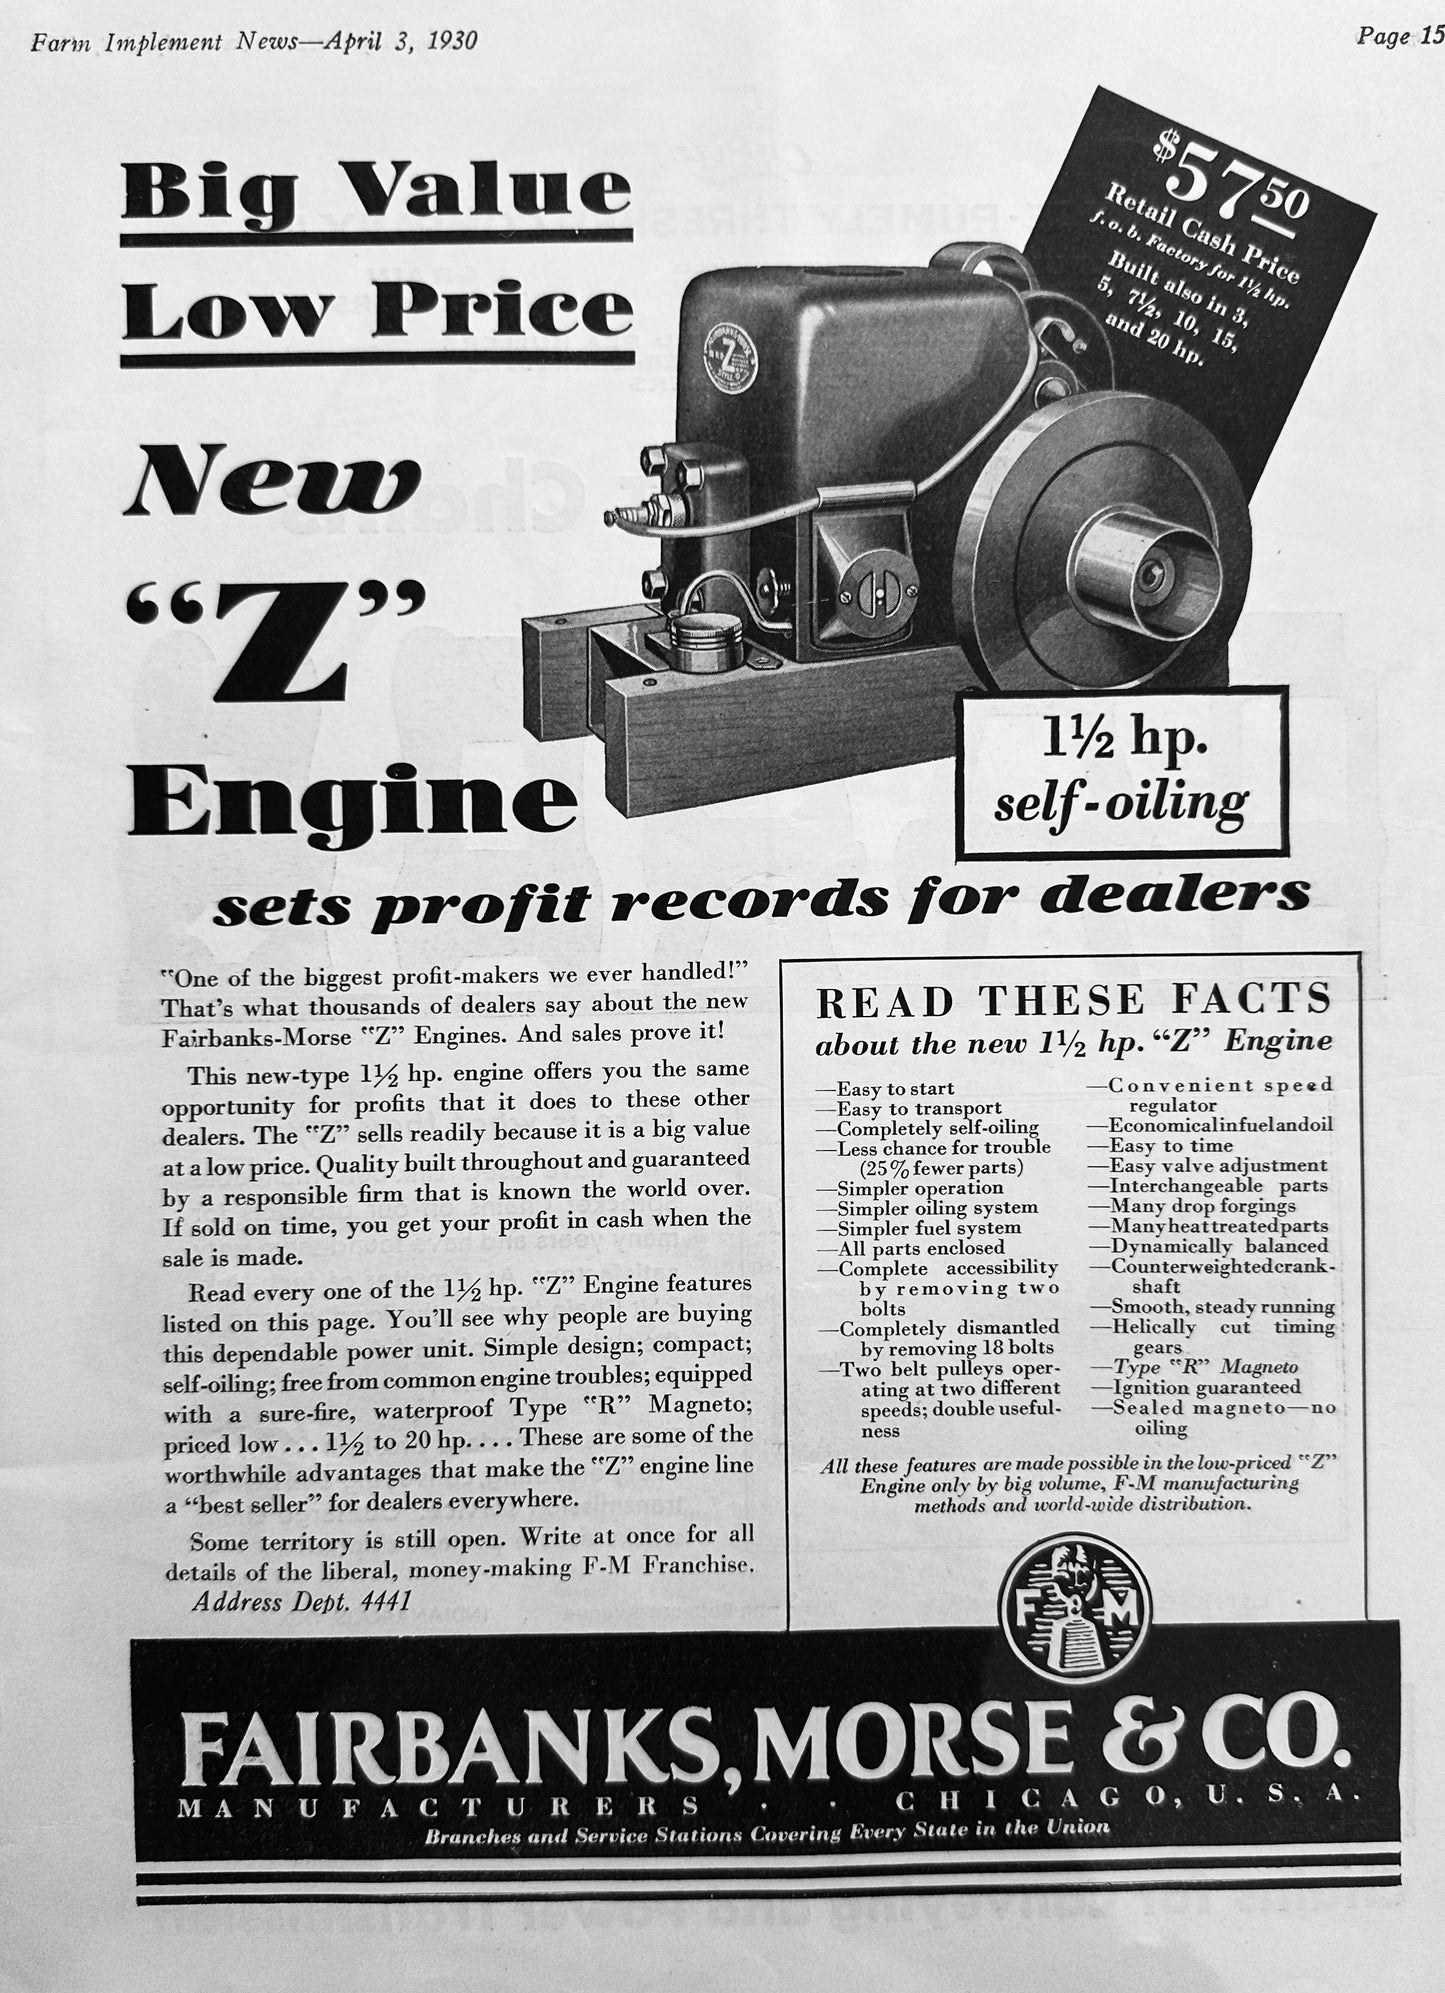 Farm Implement News—April 3, 1930
Page 15
Big Value
Low Price
New
“Z”
Engine
$57.50
Retail Cash Price
f. o. b. Factory for 1½ hp.
Built also in 3,
5, 7½, 10, 15,
and 20 hp.
Z
1½ hp.
self-oiling
sets profit records for dealers
“One of the biggest profit-makers we ever handled!”
That’s what thousands of dealers say about the new
Fairbanks-Morse “Z” Engines. And sales prove it!
This new-type 1½ hp. engine offers you the same
opportunity for profits that it does to these other
dealers. The “Z” sells readily because it is a big value
at a low price. Quality built throughout and guaranteed
by a responsible firm that is known the world over.
If sold on time, you get your profit in cash when the
sale is made.
Read every one of the 1½ hp. “Z” Engine features
listed on this page. You’ll see why people are buying
this dependable power unit. Simple design; compact;
self-oiling; free from common engine troubles; equipped
with a sure-fire, waterproof Type “R” Magneto;
priced low . . . 1½ to 20 hp. . . . These are some of the
worthwhile advantages that make the “Z” engine line
a “best seller” for dealers everywhere.
Some territory is still open. Write at once for all
details of the liberal, money-making F-M Franchise.
Address Dept. 4441
READ THESE FACTS
about the new 1½ hp. “Z” Engine
—Easy to start
—Easy to transport
—Completely self-oiling
—Less chance for trouble
(25% fewer parts)
—Simpler operation
—Simpler oiling system
—Simpler fuel system
—All parts enclosed
—Complete accessibility
by removing two
bolts
—Completely dismantled
by removing 18 bolts
—Two belt pulleys oper-
ating at two different
speeds; double useful-
ness
—Convenient speed
regulator
—Economical in fuel and oil
—Easy to time
—Easy valve adjustment
—Interchangeable parts
—Many drop forgings
—Many heat treated parts
—Dynamically balanced
—Counterweighted crank-
shaft
—Smooth, steady running
—Helically cut timing
gears
—Type “R” Magneto
—Ignition guaranteed
—Sealed magneto—no
oiling
All these features are made possible in the low-priced “Z”
Engine only by big volume, F-M manufacturing
methods and world-wide distribution.
F M
FAIRBANKS, MORSE & CO.
MANUFACTURERS · · CHICAGO, U. S. A.
Branches and Service Stations Covering Every State in the Union